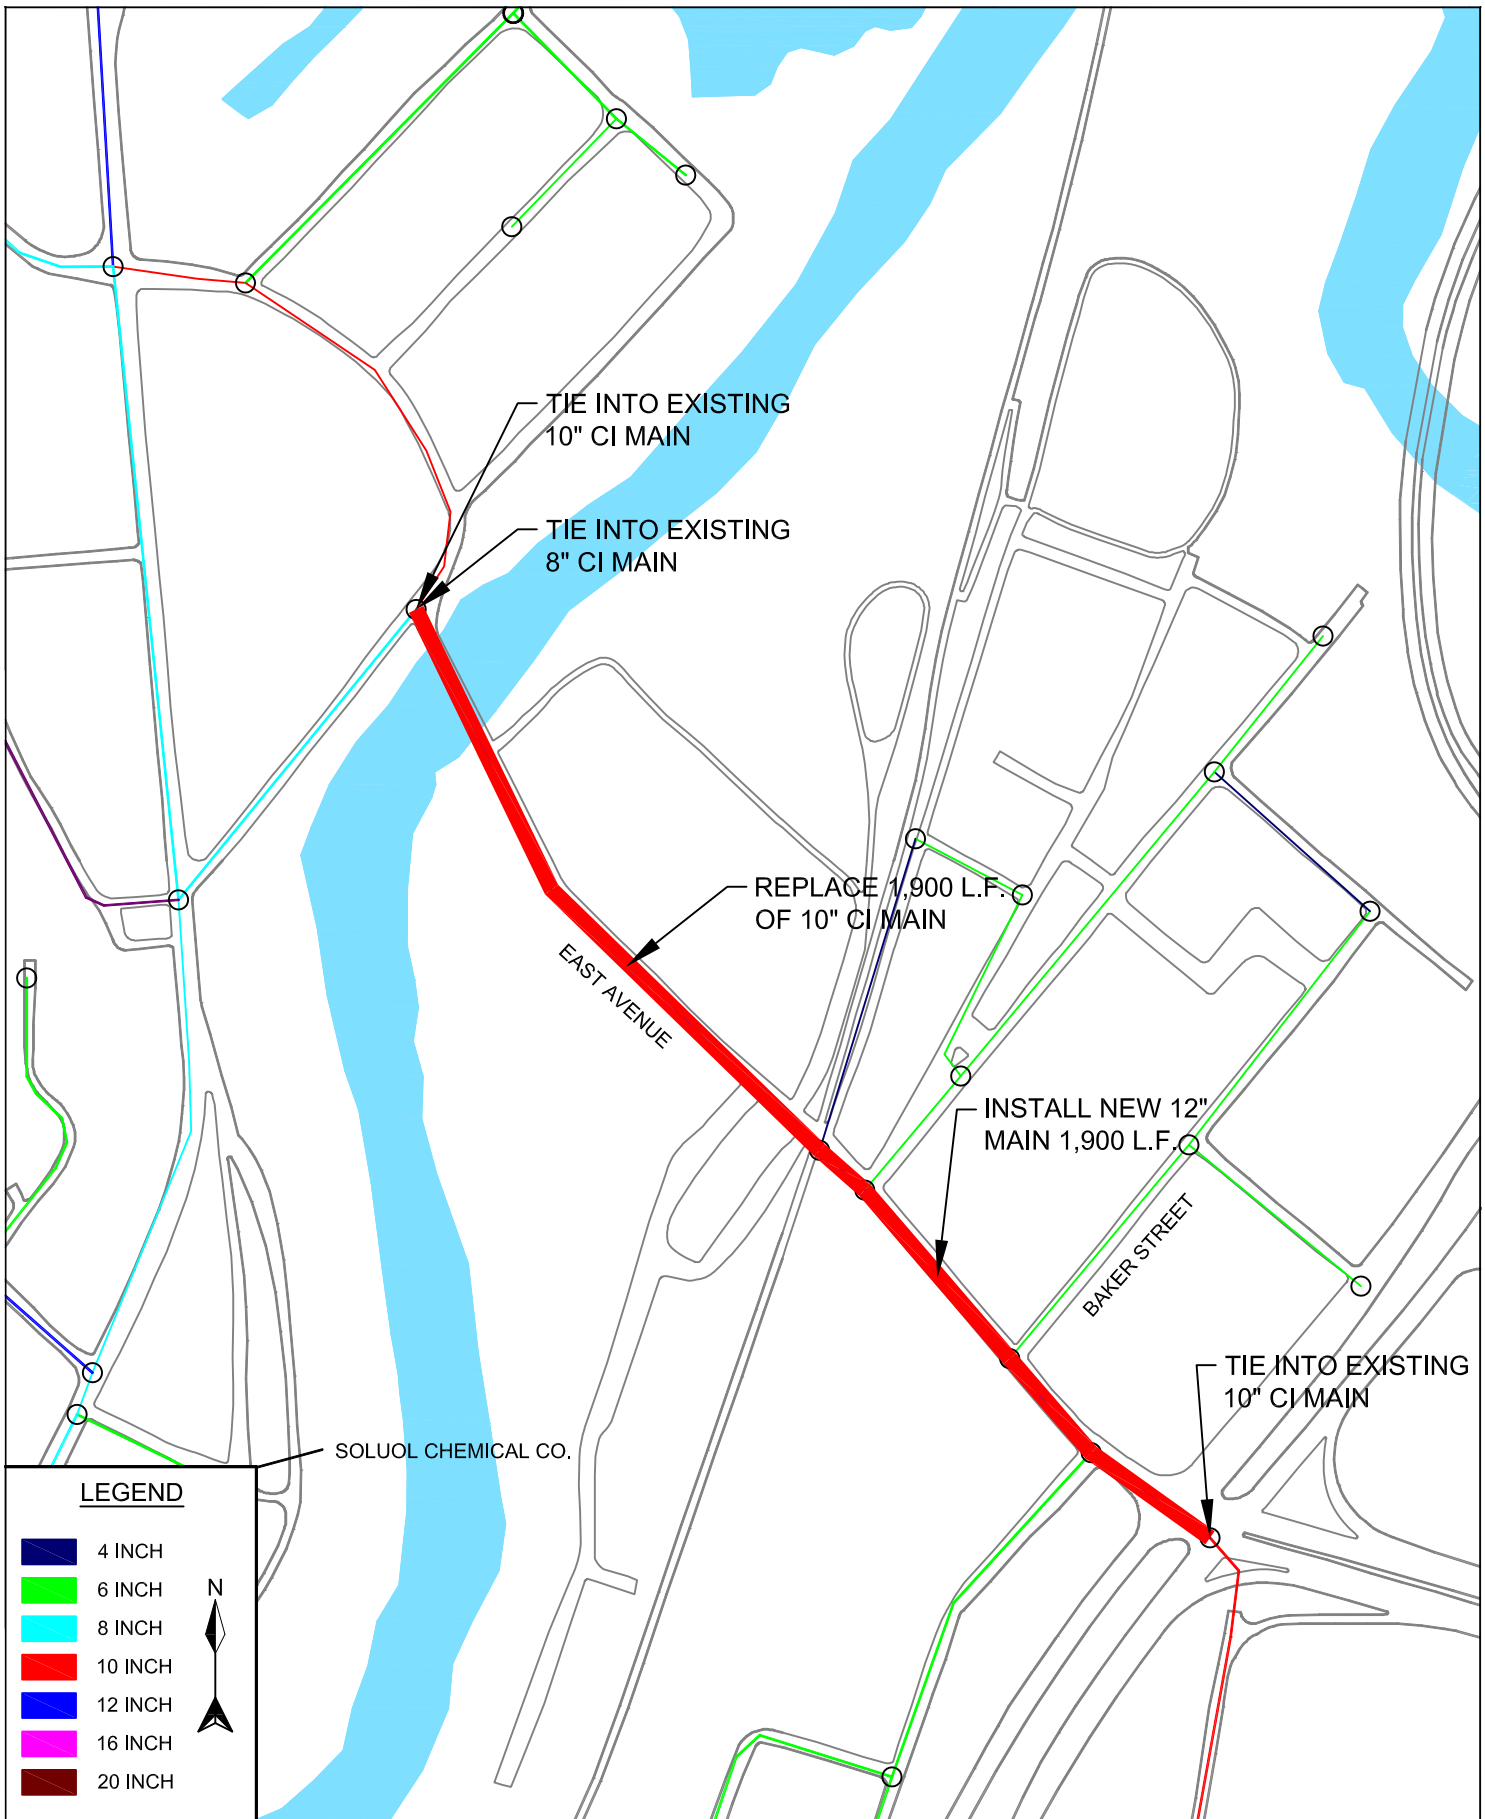 TIE INTO EXISTING
10" CI MAIN
TIE INTO EXISTING
8" CI MAIN
REPLACE 1,900 L.F.
OF 10" CI MAIN
EAST AVENUE
INSTALL NEW 12"
MAIN 1,900 L.F.
BAKER STREET
TIE INTO EXISTING
10" CI MAIN
SOLUOL CHEMICAL CO.
LEGEND
4 INCH
6 INCH
8 INCH
10 INCH
12 INCH
16 INCH
20 INCH
N